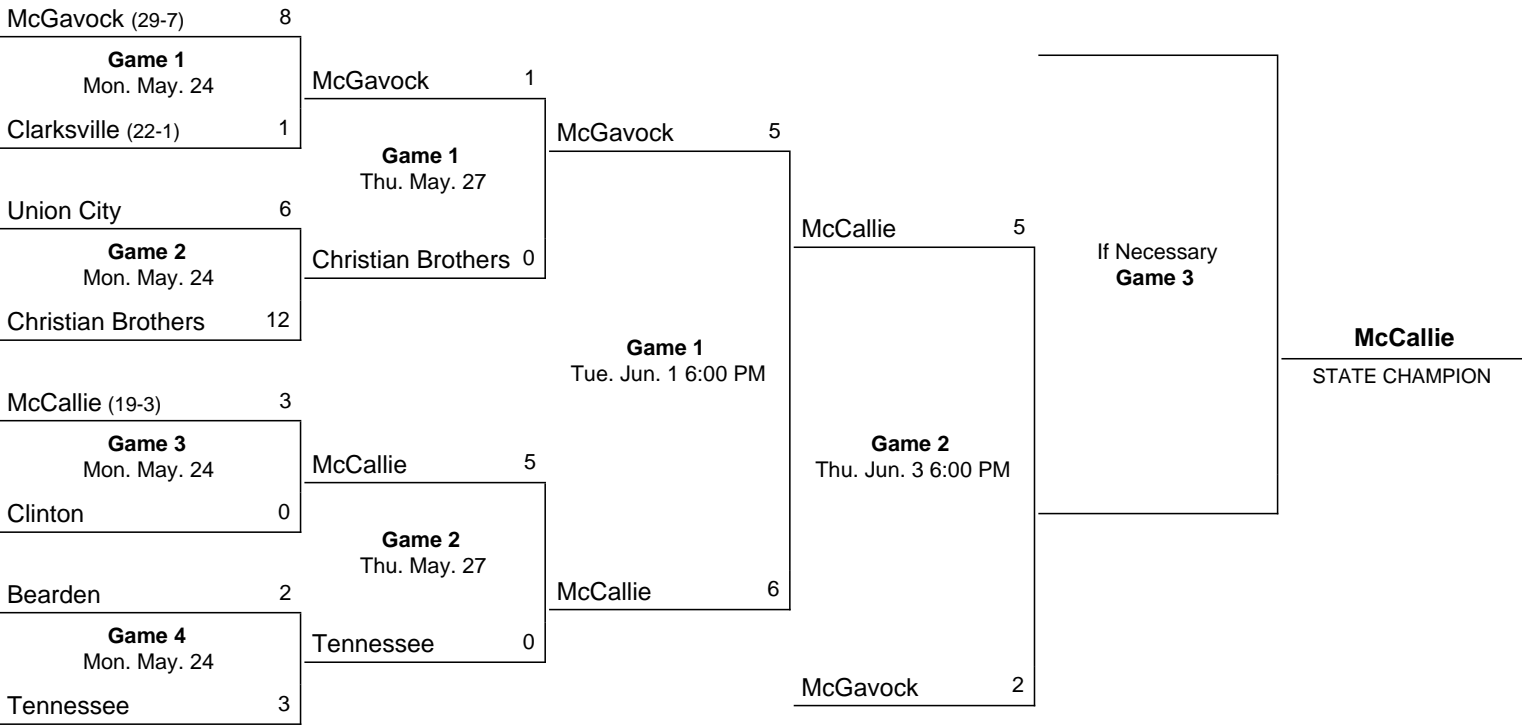 McGavock (29-7) 8
Game 1
Mon. May. 24
Clarksville (22-1) 1
Union City 6
Game 2
Mon. May. 24
Christian Brothers 12
McCallie (19-3) 3
Game 3
Mon. May. 24
Clinton 0
Bearden 2
Game 4
Mon. May. 24
Tennessee 3
McGavock 1
Game 1
Thu. May. 27
Christian Brothers 0
McCallie 5
Game 2
Thu. May. 27
Tennessee 0
McGavock 5
Game 1
Tue. Jun. 1 6:00 PM
McCallie 6
McCallie 5
Game 2
Thu. Jun. 3 6:00 PM
McGavock 2
If Necessary
Game 3
McCallie
STATE CHAMPION